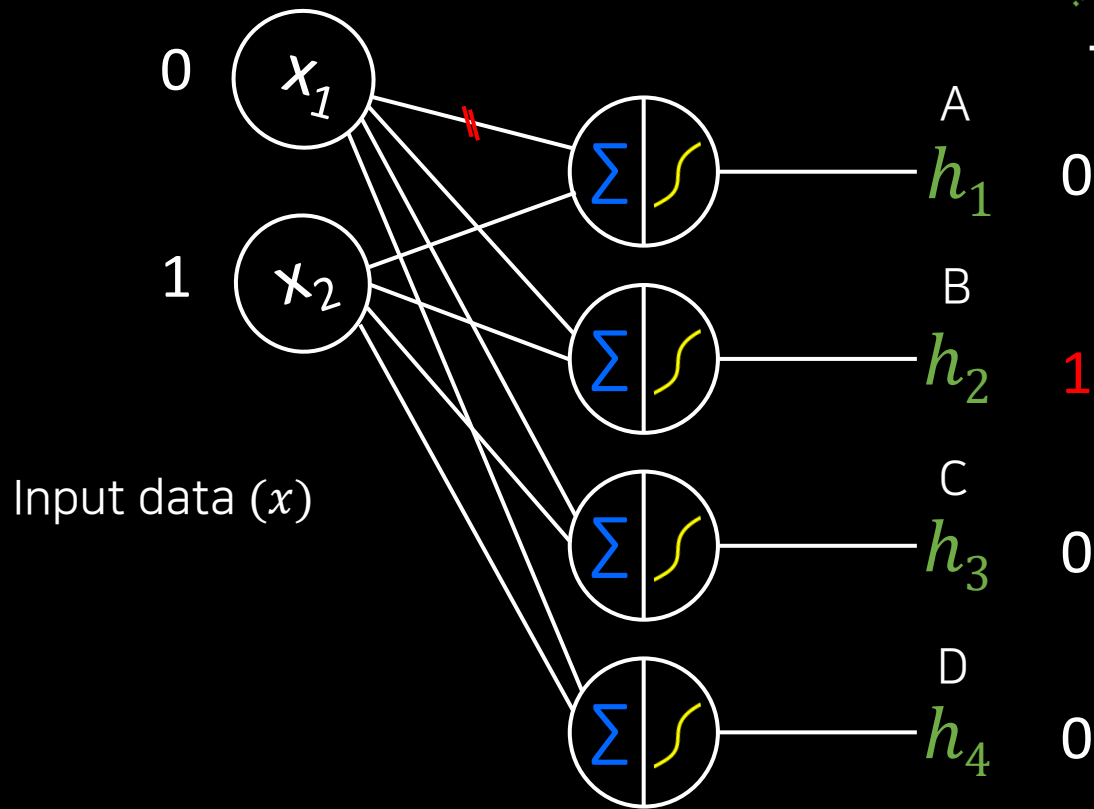 0 x₁
A
h₁ 0
1 x₂
B
h₂ 1
Input data (x)
C
h₃ 0
D
h₄ 0
Σ
Σ
Σ
Σ